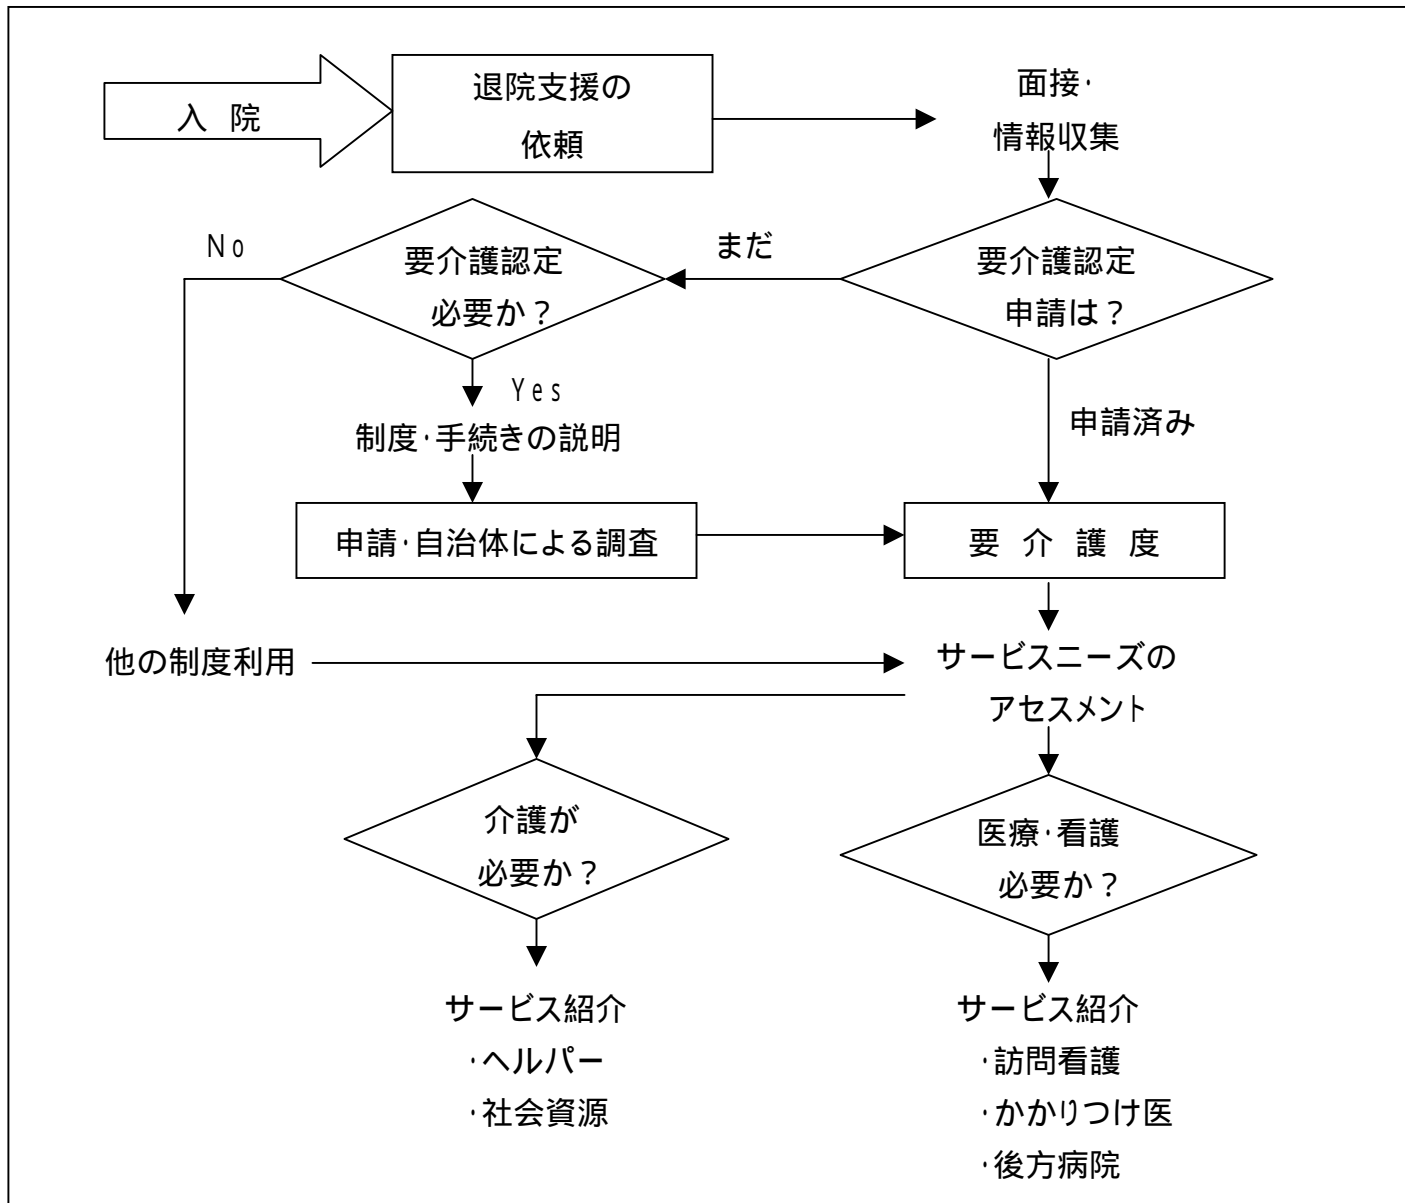 入 院
退院支援の
依頼
面接・
情報収集
No
要介護認定
必要か？
まだ
要介護認定
申請は？
Yes
制度・手続きの説明
申請済み
申請・自治体による調査
要 介 護 度
他の制度利用
サービスニーズの
アセスメント
介護が
必要か？
医療・看護
必要か？
サービス紹介
・ヘルパー
・社会資源
サービス紹介
・訪問看護
・かかりつけ医
・後方病院